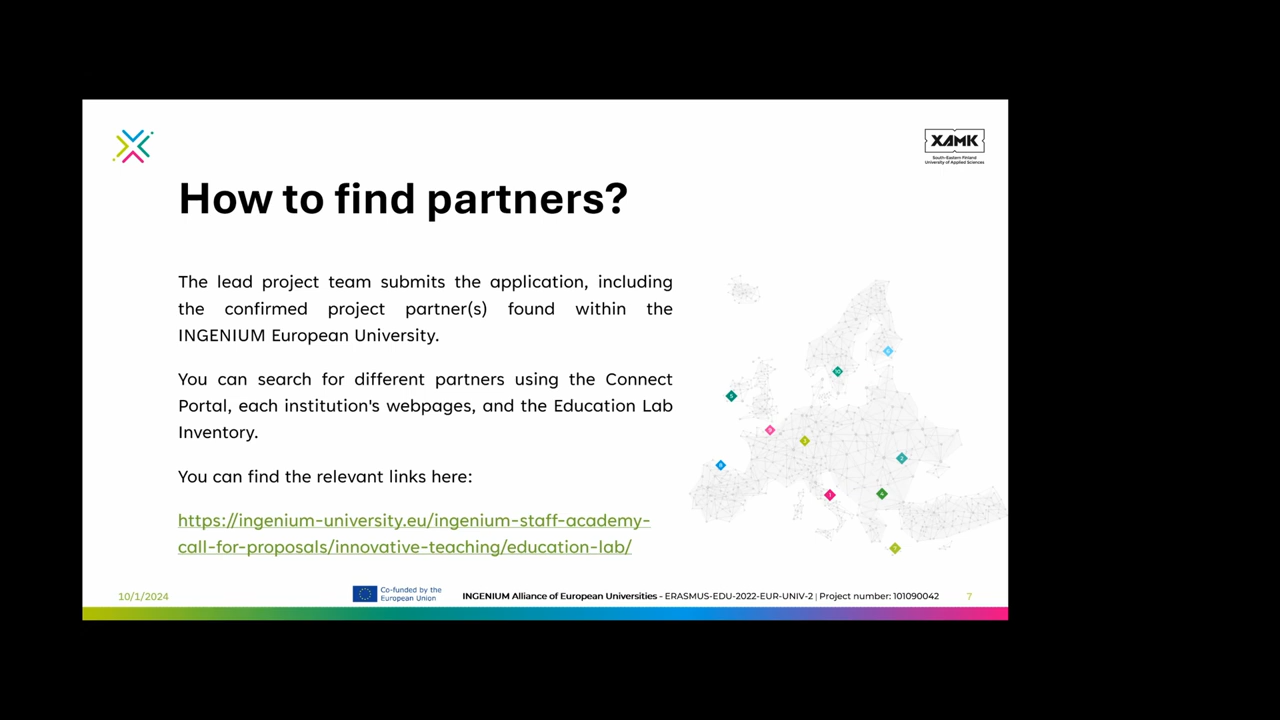 XAMK
South-Eastern Finland
University of Applied Sciences
How to find partners?
The lead project team submits the application, including
the confirmed project partner(s) found within the
INGENIUM European University.
You can search for different partners using the Connect
Portal, each institution's webpages, and the Education Lab
Inventory.
You can find the relevant links here:
https://ingenium-university.eu/ingenium-staff-academy-
call-for-proposals/innovative-teaching/education-lab/
10/1/2024
Co-funded by the
European Union
INGENIUM Alliance of European Universities - ERASMUS-EDU-2022-EUR-UNIV-2 | Project number: 101090042
7